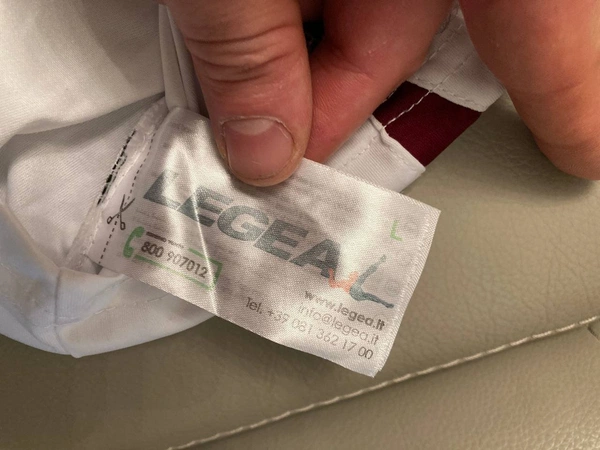 LEGEA
L
800 907012
www.legea.it
info@legea.it
Tel. +39 081 362 17 00